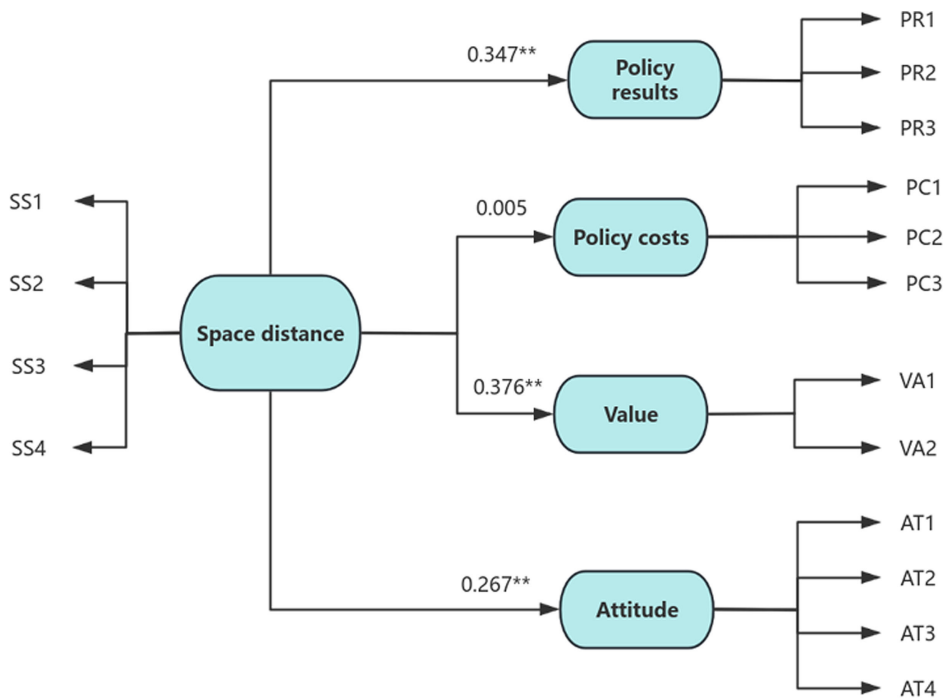 PR1
0.347**
Policy
results
PR2
PR3
PC1
SS1
0.005
Policy costs
PC2
SS2
PC3
Space distance
SS3
0.376**
VA1
Value
SS4
VA2
AT1
0.267**
AT2
Attitude
AT3
AT4